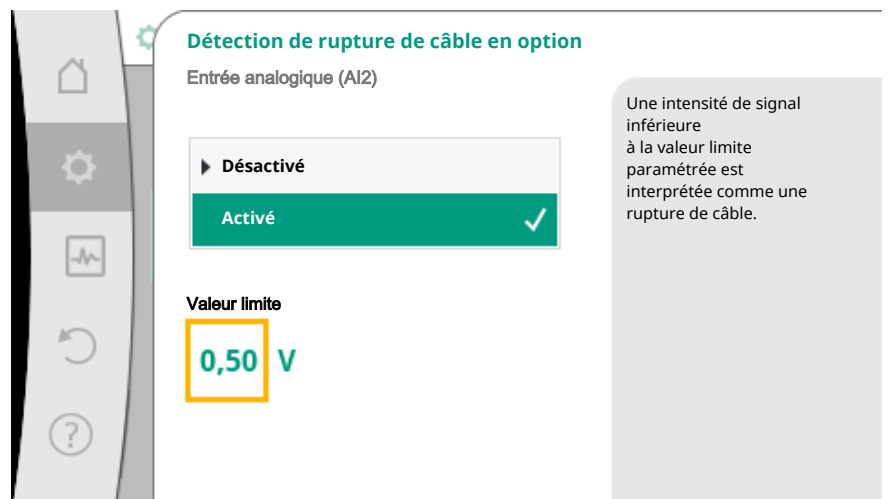 Détection de rupture de câble en option
Entrée analogique (AI2)
Désactivé
Activé
Valeur limite
0,50 V
Une intensité de signal
inférieure
à la valeur limite
paramétrée est
interprétée comme une
rupture de câble.
?